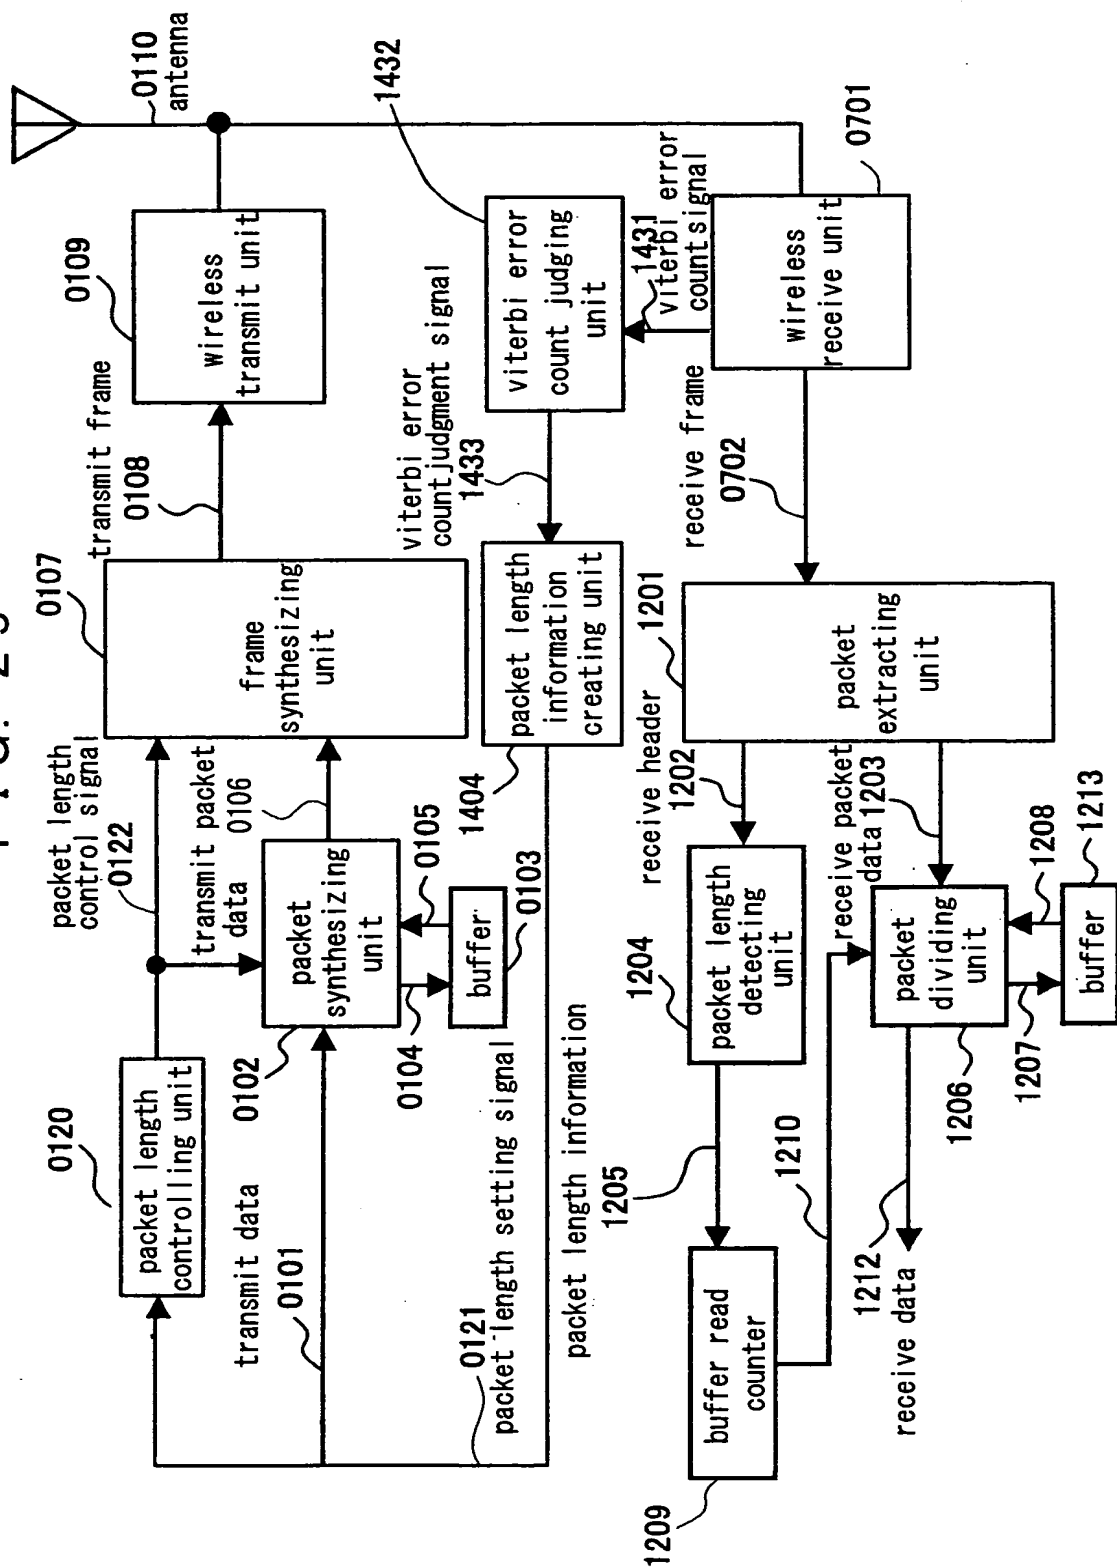 FIG. 25
0110
antenna
0109
wireless
transmit unit
transmit frame
0108
0107
frame
synthesizing
unit
packet length
control signal
0122
transmit packet
0106
transmit packet
data
packet
synthesizing
unit
0102
0104
0105
buffer
0103
0120
packet length
controlling unit
transmit data
0101
0121
packet length setting signal
packet length information
1432
viterbi error
count judging
unit
1431
viterbi error
count signal
viterbi error
count judgment signal
1433
packet length
information
creating unit
1404
0701
wireless
receive unit
receive frame
0702
1201
packet
extracting
unit
receive header
1202
receive packet
data
1203
1204
packet length
detecting
unit
1205
buffer read
counter
1209
1210
packet
dividing
unit
1206
1207
1208
buffer
1213
1212
receive data